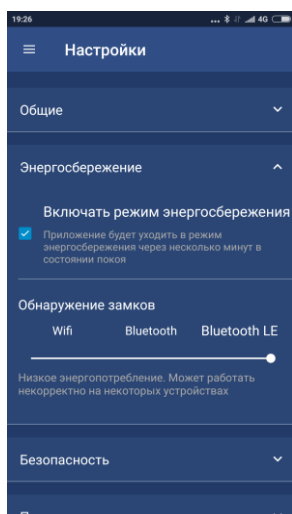 19:26
... 4G
Настройки
Общие
Энергосбережение
Включать режим энергосбережения
Приложение будет уходить в режим
энергосбережения через несколько минут в
состоянии покоя
Обнаружение замков
Wifi Bluetooth Bluetooth LE
Низкое энергопотребление. Может работать
некорректно на некоторых устройствах
Безопасность